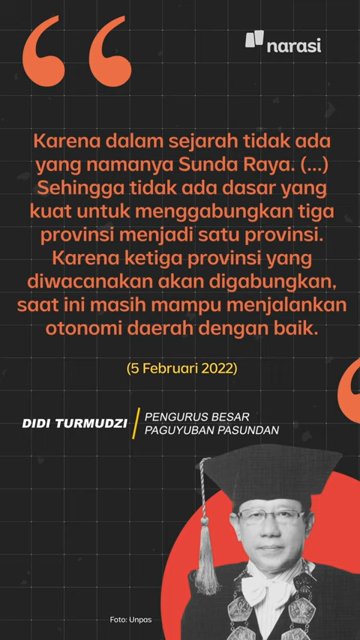 narasi
Karena dalam sejarah tidak ada
yang namanya Sunda Raya. (...)
Sehingga tidak ada dasar yang
kuat untuk menggabungkan tiga
provinsi menjadi satu provinsi.
Karena ketiga provinsi yang
diwacanakan akan digabungkan,
saat ini masih mampu menjalankan
otonomi daerah dengan baik.
(5 Februari 2022)
DIDI TURMUDZI
PENGURUS BESAR
PAGUYUBAN PASUNDAN
Foto: Unpas